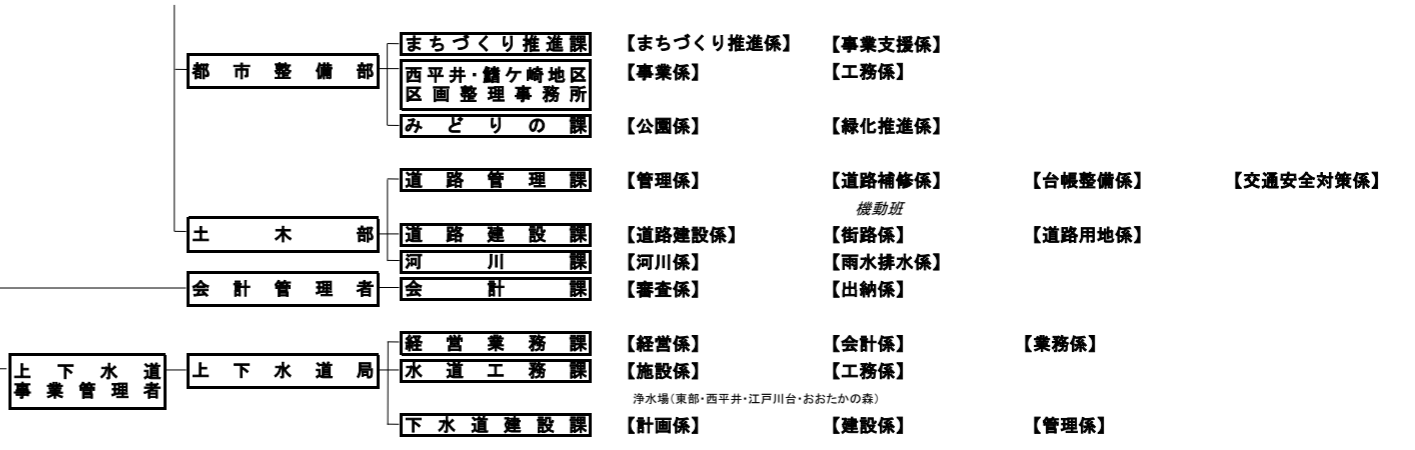 まちづくり推進課 【まちづくり推進係】 【事業支援係】
都市整備部 西平井・鰭ケ崎地区 【事業係】 【工務係】
区画整理事務所
みどりの課 【公園係】 【緑化推進係】
道路管理課 【管理係】 【道路補修係】 【台帳整備係】 【交通安全対策係】
機動班
土木部 道路建設課 【道路建設係】 【街路係】 【道路用地係】
河川課 【河川係】 【雨水排水係】
会計管理者 会計課 【審査係】 【出納係】
経営業務課 【経営係】 【会計係】 【業務係】
上下水道 上下水道局 水道工務課 【施設係】 【工務係】
事業管理者
浄水場（東部・西平井・江戸川台・おおたかの森）
下水道建設課 【計画係】 【建設係】 【管理係】